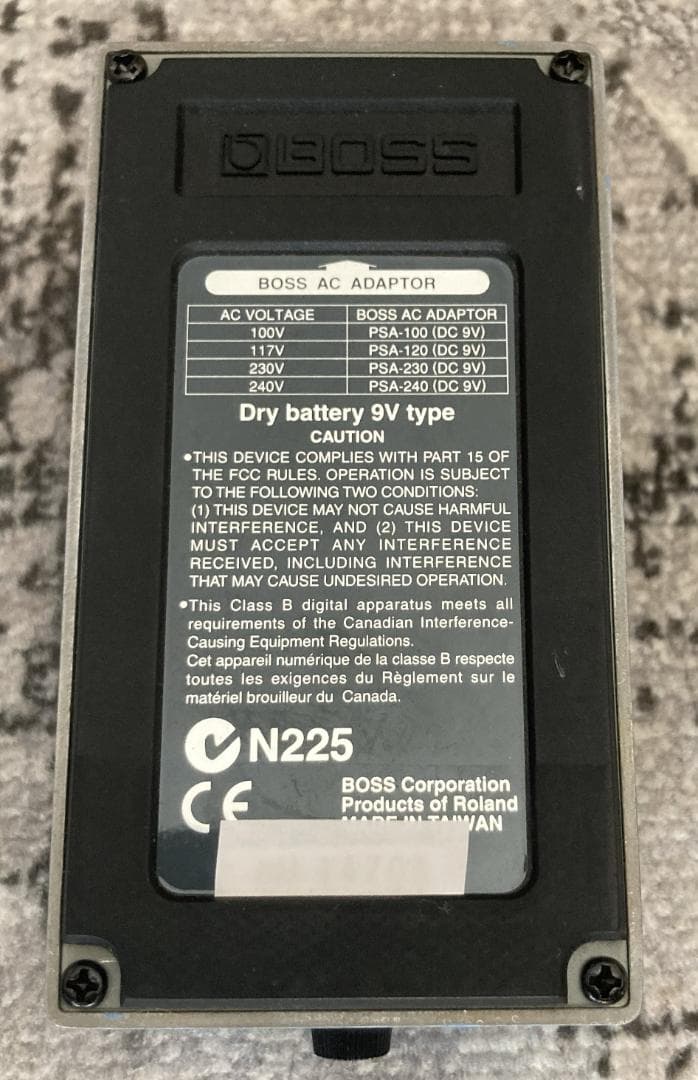 BOSS
BOSS AC ADAPTOR
AC VOLTAGE BOSS AC ADAPTOR
100V PSA-100 (DC 9V)
117V PSA-120 (DC 9V)
230V PSA-230 (DC 9V)
240V PSA-240 (DC 9V)
Dry battery 9V type
CAUTION
•THIS DEVICE COMPLIES WITH PART 15 OF
THE FCC RULES. OPERATION IS SUBJECT
TO THE FOLLOWING TWO CONDITIONS:
(1) THIS DEVICE MAY NOT CAUSE HARMFUL
INTERFERENCE, AND (2) THIS DEVICE
MUST ACCEPT ANY INTERFERENCE
RECEIVED, INCLUDING INTERFERENCE
THAT MAY CAUSE UNDESIRED OPERATION.
•This Class B digital apparatus meets all
requirements of the Canadian Interference-
Causing Equipment Regulations.
Cet appareil numérique de la classe B respecte
toutes les exigences du Règlement sur le
matériel brouilleur du Canada.
N225
CE
BOSS Corporation
Products of Roland
MADE IN TAIWAN